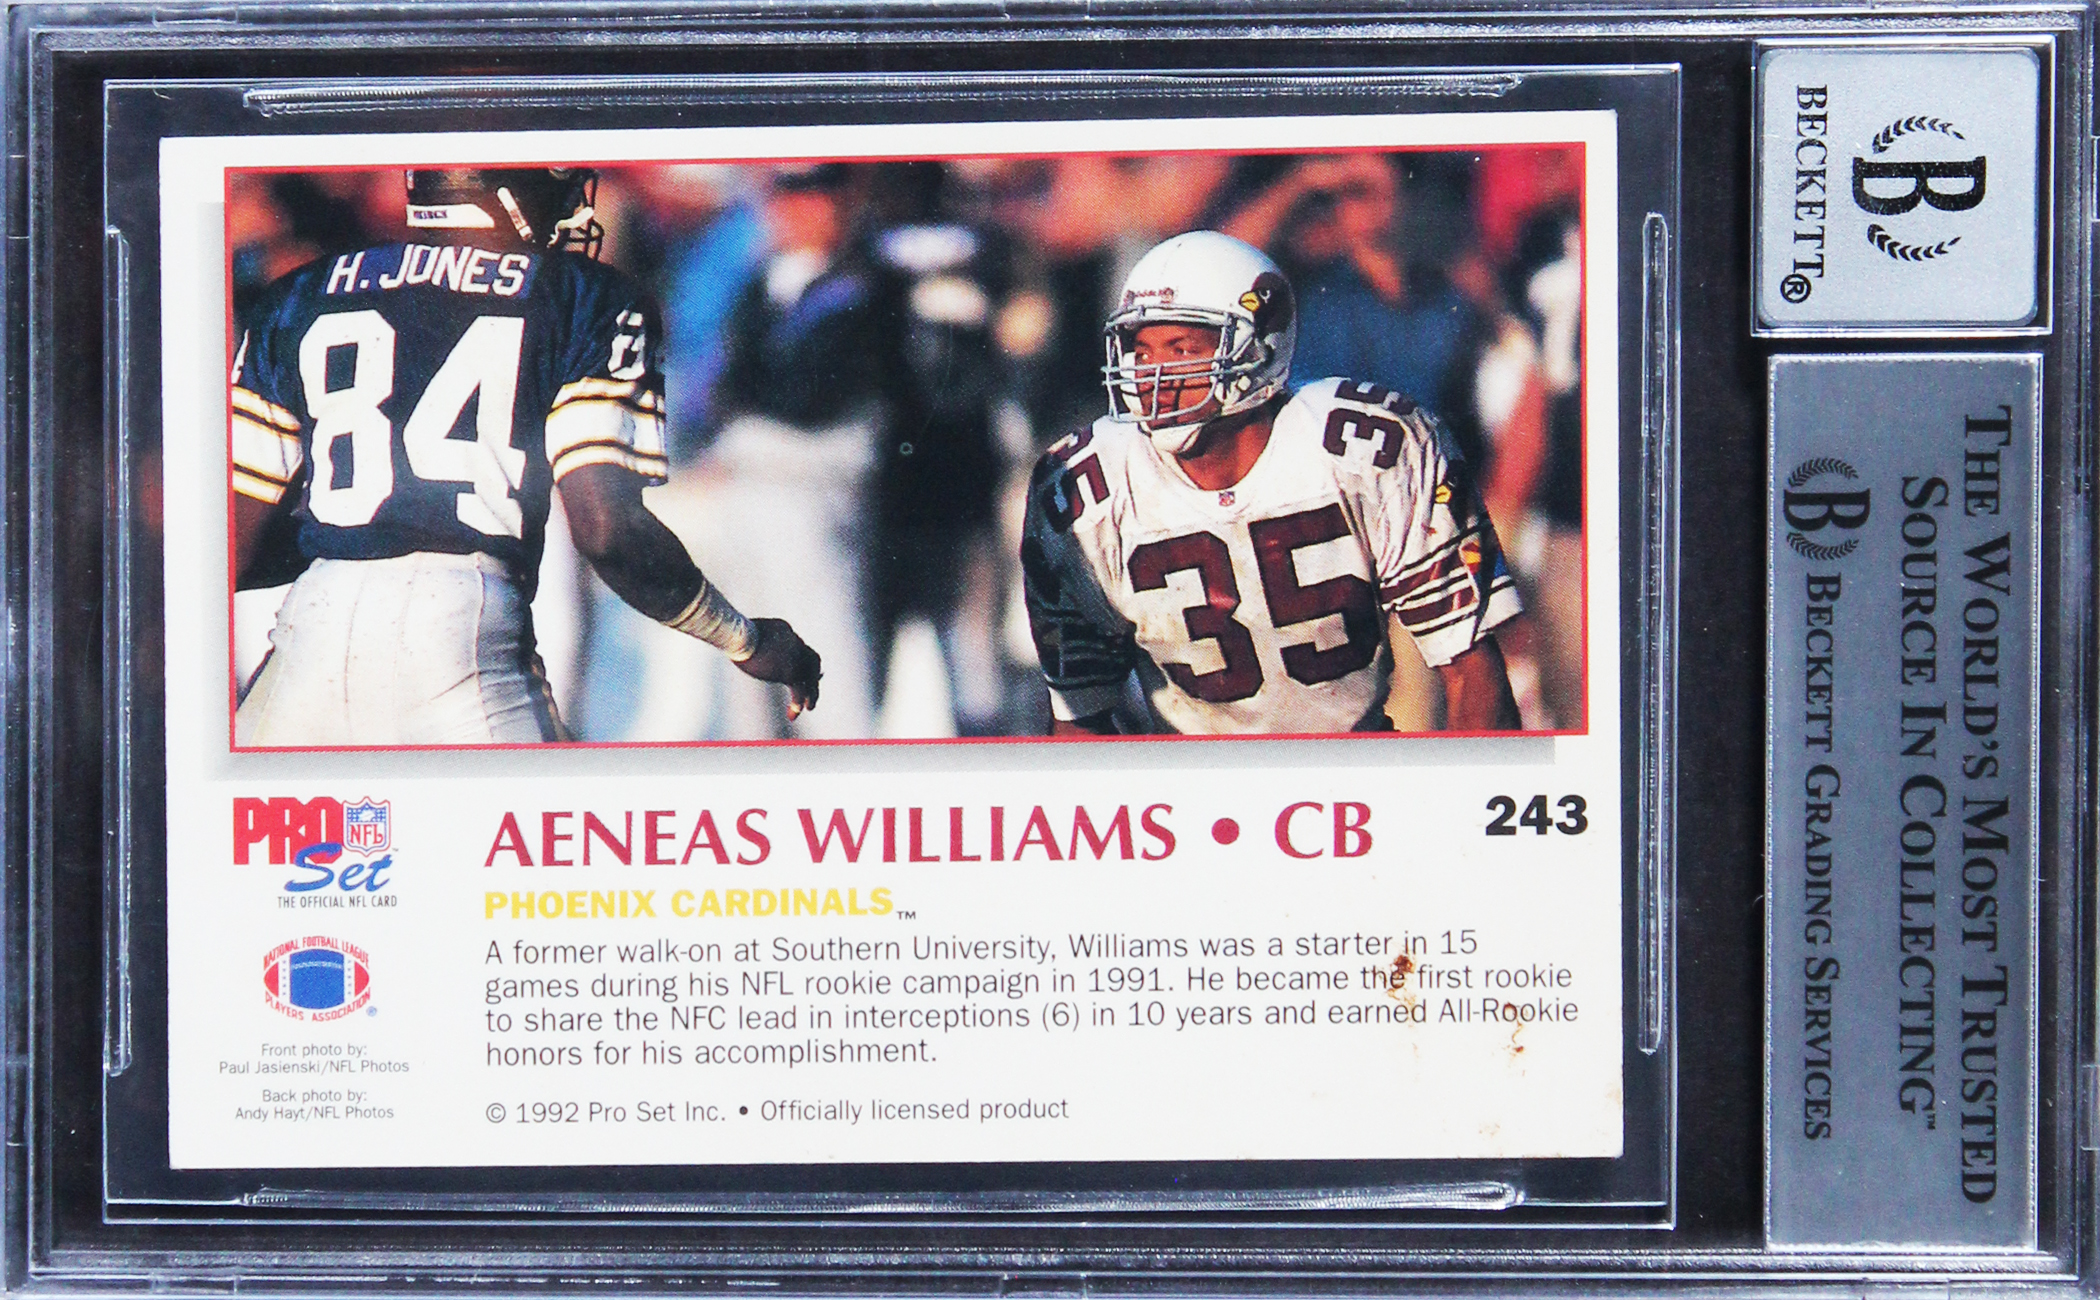 H. JONES
84
84
35
35
35
PRO
Set
NFL
THE OFFICIAL NFL CARD
AENEAS WILLIAMS • CB
243
PHOENIX CARDINALS™
A former walk-on at Southern University, Williams was a starter in 15
games during his NFL rookie campaign in 1991. He became the first rookie
to share the NFC lead in interceptions (6) in 10 years and earned All-Rookie
honors for his accomplishment.
NATIONAL FOOTBALL LEAGUE
PLAYERS ASSOCIATION®
Front photo by:
Paul Jasienski/NFL Photos
Back photo by:
Andy Hayt/NFL Photos
© 1992 Pro Set Inc. • Officially licensed product
B
BECKETT®
THE WORLD'S MOST TRUSTED
SOURCE IN COLLECTING™
B BECKETT GRADING SERVICES